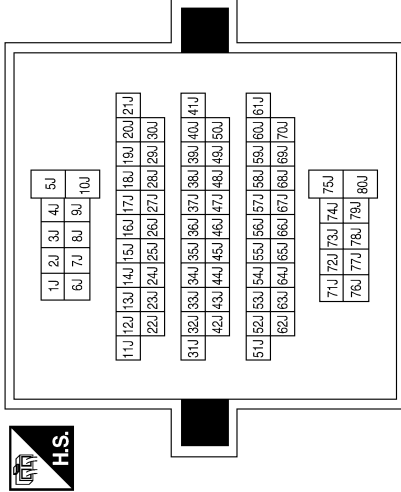 H.S.
1J 2J 3J 4J 5J
6J 7J 8J 9J 10J
11J 12J 13J 14J 15J 16J 17J 18J 19J 20J 21J
22J 23J 24J 25J 26J 27J 28J 29J 30J
31J 32J 33J 34J 35J 36J 37J 38J 39J 40J 41J
42J 43J 44J 45J 46J 47J 48J 49J 50J
51J 52J 53J 54J 55J 56J 57J 58J 59J 60J 61J
62J 63J 64J 65J 66J 67J 68J 69J 70J
71J 72J 73J 74J 75J
76J 77J 78J 79J 80J